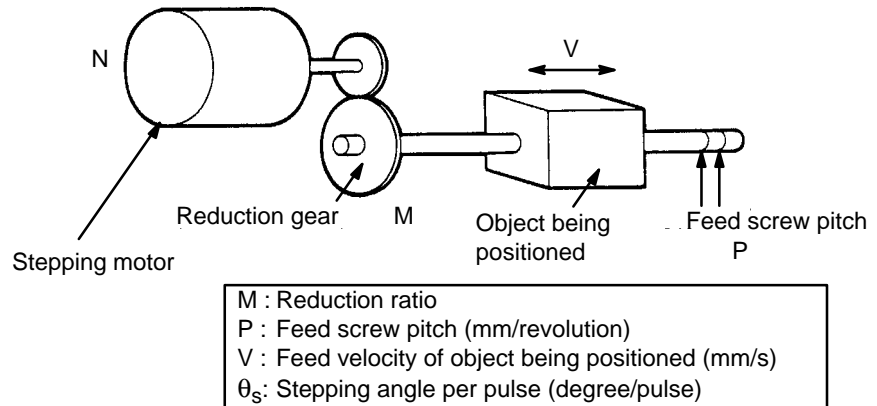 N
V
Reduction gear
M
Object being
positioned
Feed screw pitch
P
Stepping motor
M : Reduction ratio
P : Feed screw pitch (mm/revolution)
V : Feed velocity of object being positioned (mm/s)
θs: Stepping angle per pulse (degree/pulse)